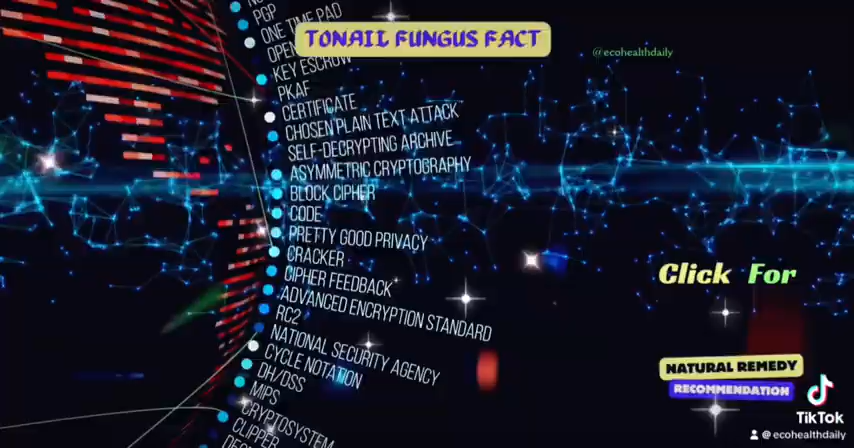 PGP
ONE TIME PAD
TONAIL FUNGUS FACT
@ecohealthdaily
OPEN
KEY ESCROW
PKAF
CERTIFICATE
CHOSEN PLAIN TEXT ATTACK
SELF-DECRYPTING ARCHIVE
ASYMMETRIC CRYPTOGRAPHY
BLOCK CIPHER
CODE
PRETTY GOOD PRIVACY
CRACKER
CIPHER FEEDBACK
ADVANCED ENCRYPTION STANDARD
RC2
NATIONAL SECURITY AGENCY
CYCLE NOTATION
DH/DSS
MIPS
CRYPTOSYSTEM
CLIPPER
Click For
NATURAL REMEDY
RECOMMENDATION
TikTok
@ecohealthdaily